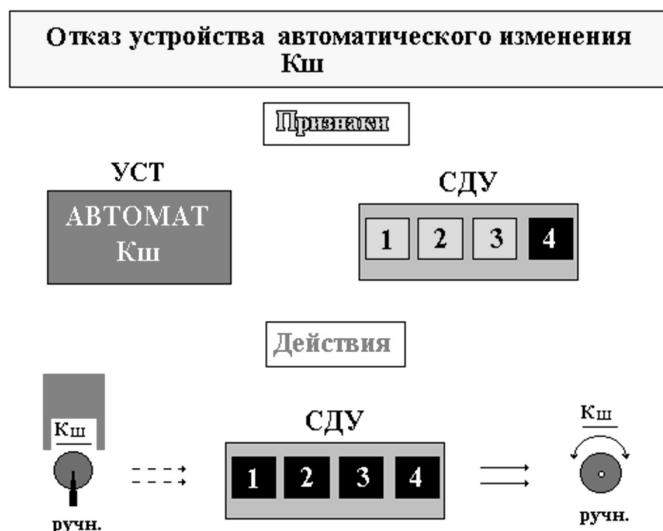 Отказ устройства автоматического изменения
Кш
Признаки
УСТ
СДУ
АВТОМАТ
Кш
1 2 3 4
Действия
Кш
СДУ
Кш
1 2 3 4
ручн.
ручн.